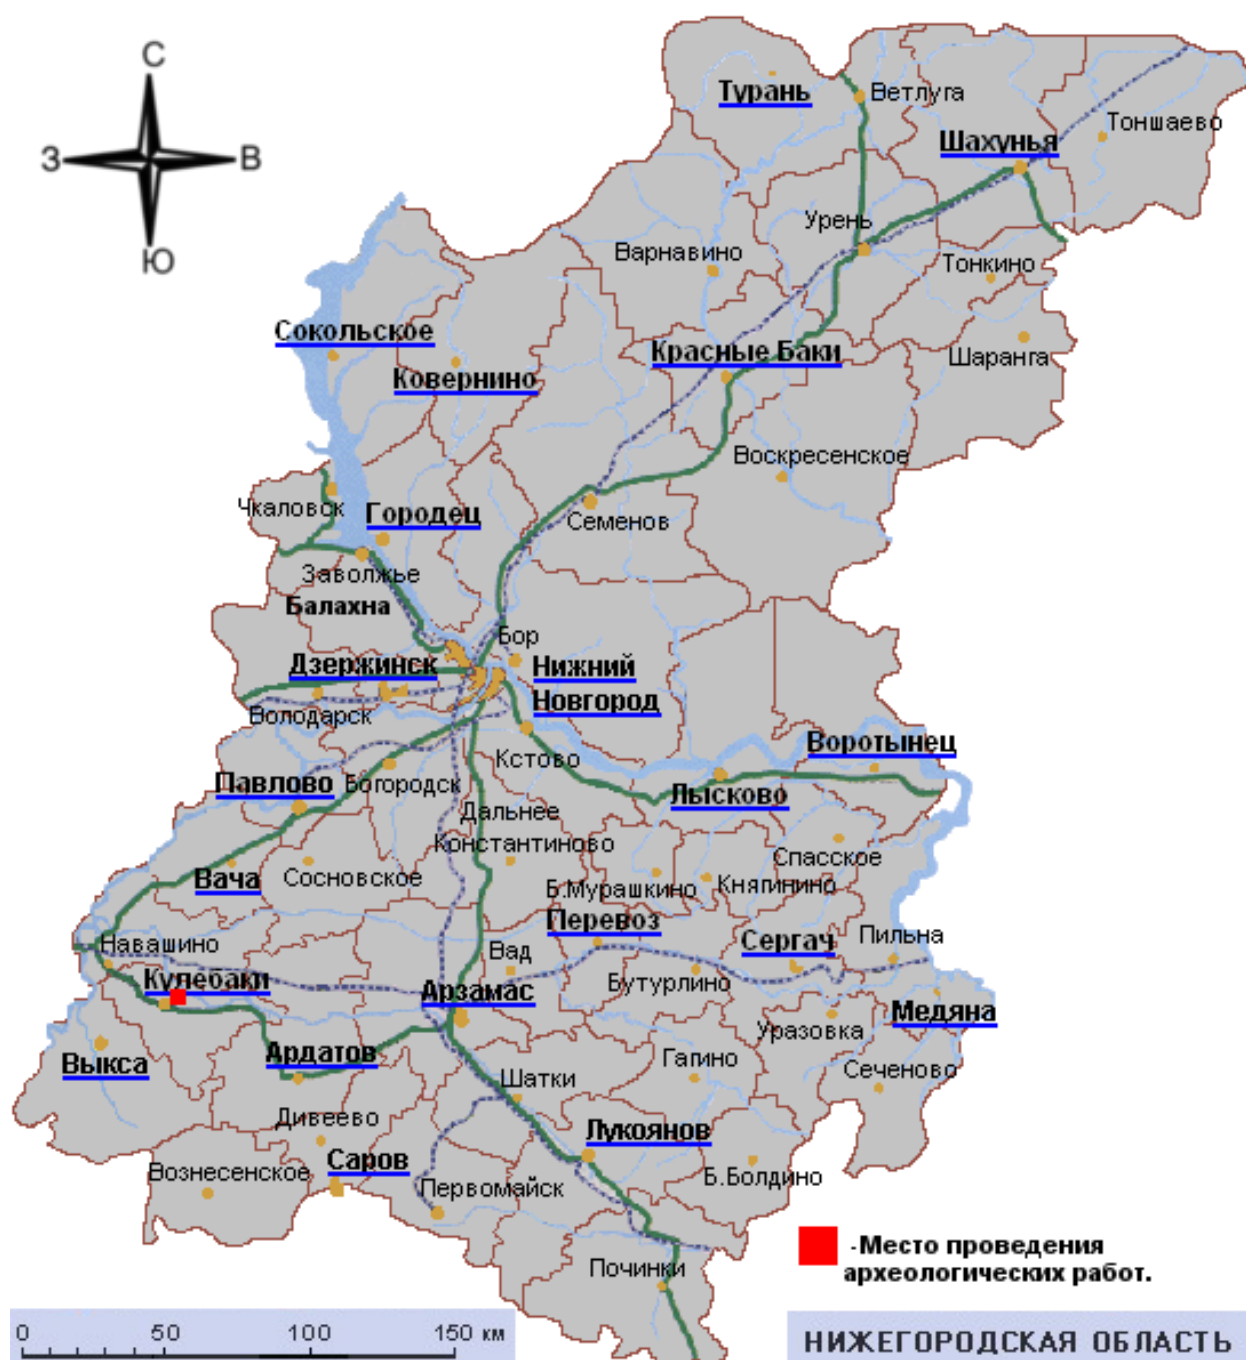 С
З
В
Ю
Турань
Ветлуга
Тоншаево
Шахунья
Урень
Варнавино
Тонкино
Сокольское
Красные Баки
Шаранга
Ковернино
Воскресенское
Чкаловск
Городец
Семенов
Заволжье
Балахна
Бор
Дзержинск
Нижний
Новгород
Володарск
Кстово
Воротынец
Павлово
Богородск
Лысково
Дальнее
Константиново
Спасское
Вача
Сосновское
Б.Мурашкино
Княгинино
Перевоз
Сергач
Пильна
Навашино
Вад
Кулебаки
Бутурлино
Арзамас
Медяна
Уразовка
Выкса
Ардатов
Гагино
Сеченово
Шатки
Дивеево
Лукоянов
Саров
Вознесенское
Первомайск
Б.Болдино
-Место проведения
археологических работ.
Починки
0 50 100 150 км
НИЖЕГОРОДСКАЯ ОБЛАСТЬ